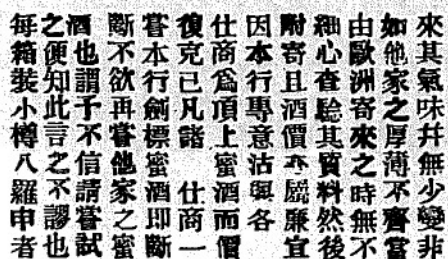 來其氣味幷無少變非
如他家之厚薄不齊當
由歐洲寄來之時無不
細心查驗其質料然後
附寄且酒價亦屬廉宜
因本行專意沽與各
仕商爲頂上蜜酒而價
復克已凡諸 仕商一
嘗本行劍標蜜酒即斷
斷不欲再嘗他家之蜜
酒也謂予不信請嘗試
之便知此言之不謬也
每箱裝小樽八羅申者